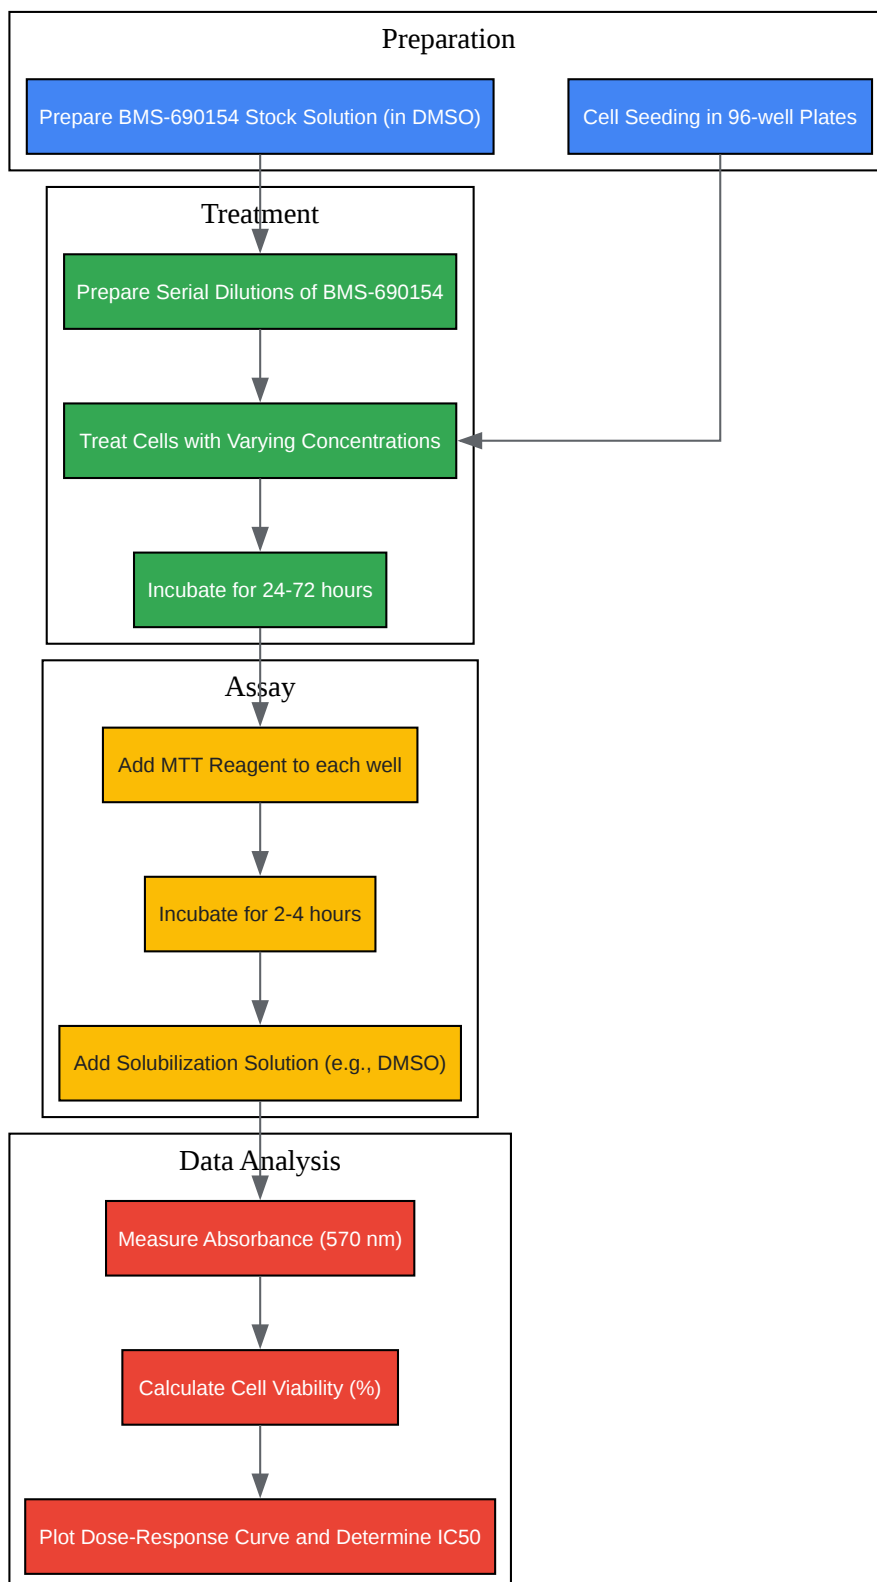 Preparation
Prepare BMS-690154 Stock Solution (in DMSO)
Cell Seeding in 96-well Plates
Treatment
Prepare Serial Dilutions of BMS-690154
Treat Cells with Varying Concentrations
Incubate for 24-72 hours
Assay
Add MTT Reagent to each well
Incubate for 2-4 hours
Add Solubilization Solution (e.g., DMSO)
Data Analysis
Measure Absorbance (570 nm)
Calculate Cell Viability (%)
Plot Dose-Response Curve and Determine IC50